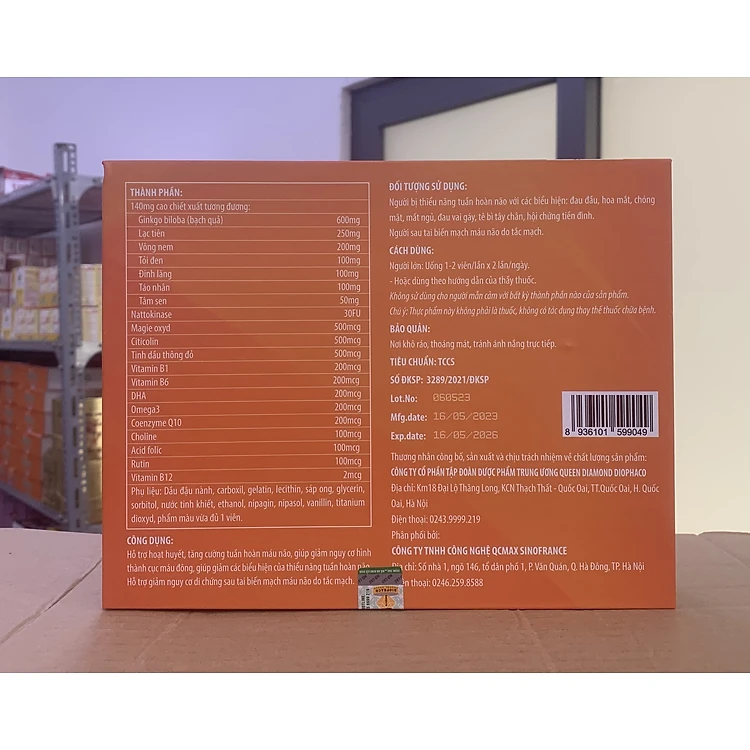 THÀNH PHẦN:
140mg cao chiết xuất tương đương:
Ginkgo biloba (bạch quả) 600mg
Lạc tiên 250mg
Vông nem 200mg
Tỏi đen 100mg
Đinh lăng 100mg
Táo nhân 100mg
Tâm sen 50mg
Nattokinase 30FU
Magie oxyd 500mcg
Citicolin 500mcg
Tinh dầu thông đỏ 500mcg
Vitamin B1 200mcg
Vitamin B6 200mcg
DHA 200mcg
Omega3 200mcg
Coenzyme Q10 200mcg
Choline 100mcg
Acid folic 100mcg
Rutin 100mcg
Vitamin B12 2mcg
Phụ liệu: Dầu đậu nành, carboxil, gelatin, lecithin, sáp ong, glycerin,
sorbitol, nước tinh khiết, ethanol, nipagin, nipasol, vanillin, titanium
dioxyd, phẩm màu vừa đủ 1 viên.
CÔNG DỤNG:
Hỗ trợ hoạt huyết, tăng cường tuần hoàn máu não, giúp giảm nguy cơ hình
thành cục máu đông, giúp giảm các biểu hiện của thiểu năng tuần hoàn não.
Hỗ trợ giảm nguy cơ di chứng sau tai biến mạch máu não do tắc mạch.
ĐỐI TƯỢNG SỬ DỤNG:
Người bị thiểu năng tuần hoàn não với các biểu hiện: đau đầu, hoa mắt, chóng
mặt, mất ngủ, đau vai gáy, tê bì tây chân, hội chứng tiền đình.
Người sau tai biến mạch máu não do tắc mạch.
CÁCH DÙNG:
Người lớn: Uống 1-2 viên/lần x 2 lần/ngày.
- Hoặc dùng theo hướng dẫn của thầy thuốc.
Không sử dụng cho người mẫn cảm với bất kỳ thành phần nào của sản phẩm.
Chú ý: Thực phẩm này không phải là thuốc, không có tác dụng thay thế thuốc chữa bệnh.
BẢO QUẢN:
Nơi khô ráo, thoáng mát, tránh ánh nắng trực tiếp.
TIÊU CHUẨN: TCCS
SỐ ĐKSP: 3289/2021/ĐKSP
Lot.No: 060523
Mfg.date: 16/05/2023
Exp.date: 16/05/2026
8 936101 599049
Thương nhân công bố, sản xuất và chịu trách nhiệm về chất lượng sản phẩm:
CÔNG TY CỔ PHẦN TẬP ĐOÀN DƯỢC PHẨM TRUNG ƯƠNG QUEEN DIAMOND DIOPHACO
Địa chỉ: Km18 Đại Lộ Thăng Long, KCN Thạch Thất - Quốc Oai, TT.Quốc Oai, H. Quốc
Oai, Hà Nội
Điện thoại: 0243.9999.219
Phân phối bởi:
CÔNG TY TNHH CÔNG NGHỆ QCMAX SINOFRANCE
Địa chỉ: Số nhà 1, ngõ 146, tổ dân phố 1, P. Văn Quán, Q. Hà Đông, TP. Hà Nội
thoại: 0246.259.8588